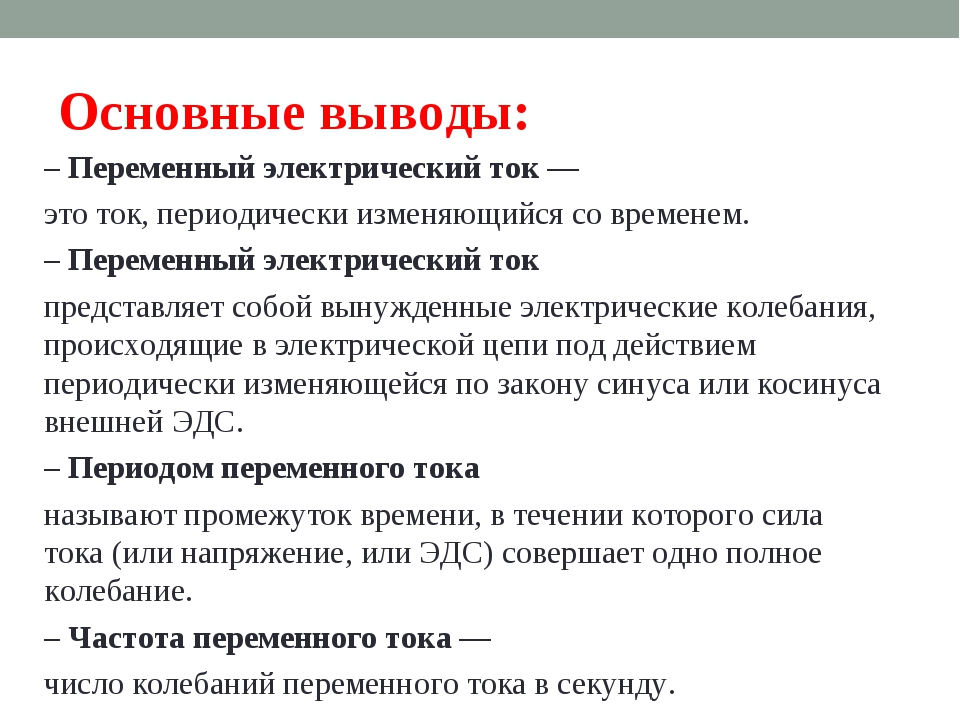 Основные выводы:
– Переменный электрический ток —
это ток, периодически изменяющийся со временем.
– Переменный электрический ток
представляет собой вынужденные электрические колебания,
происходящие в электрической цепи под действием
периодически изменяющейся по закону синуса или косинуса
внешней ЭДС.
– Периодом переменного тока
называют промежуток времени, в течении которого сила
тока (или напряжение, или ЭДС) совершает одно полное
колебание.
– Частота переменного тока —
число колебаний переменного тока в секунду.